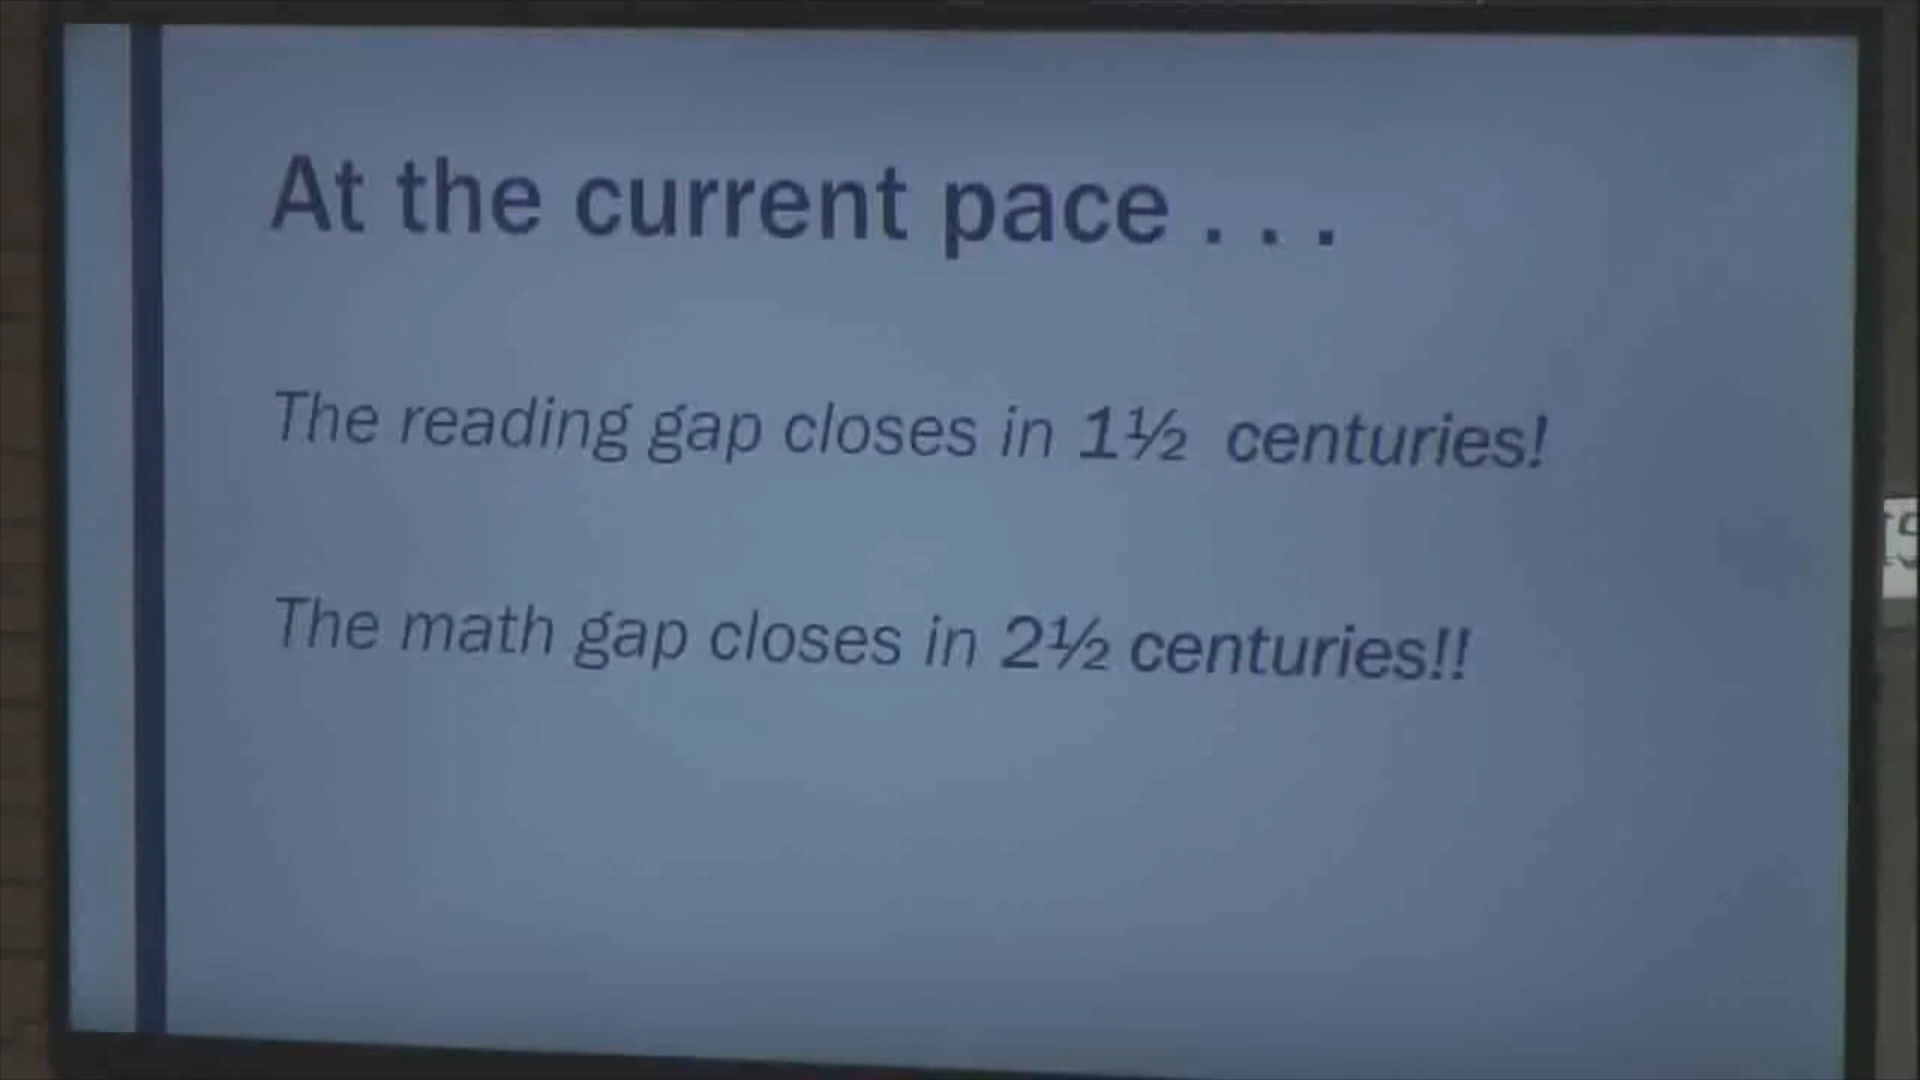 At the current pace . . .
The reading gap closes in 1½ centuries!
The math gap closes in 2½ centuries!!